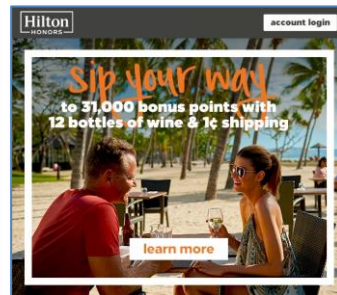 Hilton
HONORS
account login
sip your way
to 31,000 bonus points with
12 bottles of wine & 1¢ shipping
learn more